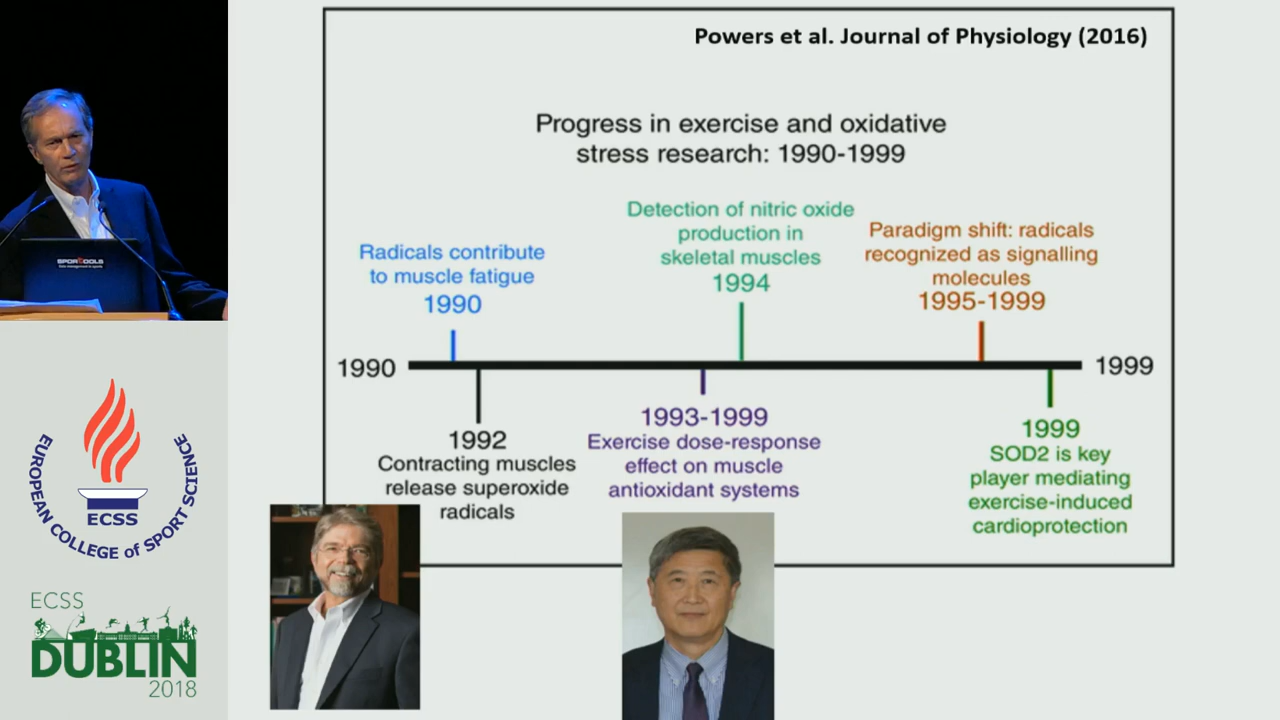 Powers et al. Journal of Physiology (2016)
Progress in exercise and oxidative
stress research: 1990-1999
Radicals contribute
to muscle fatigue
1990
Detection of nitric oxide
production in
skeletal muscles
1994
Paradigm shift: radicals
recognized as signalling
molecules
1995-1999
1990
1999
1992
Contracting muscles
release superoxide
radicals
1993-1999
Exercise dose-response
effect on muscle
antioxidant systems
1999
SOD2 is key
player mediating
exercise-induced
cardioprotection
EUROPEAN COLLEGE of SPORT SCIENCE
ECSS
ECSS
DUBLIN
2018